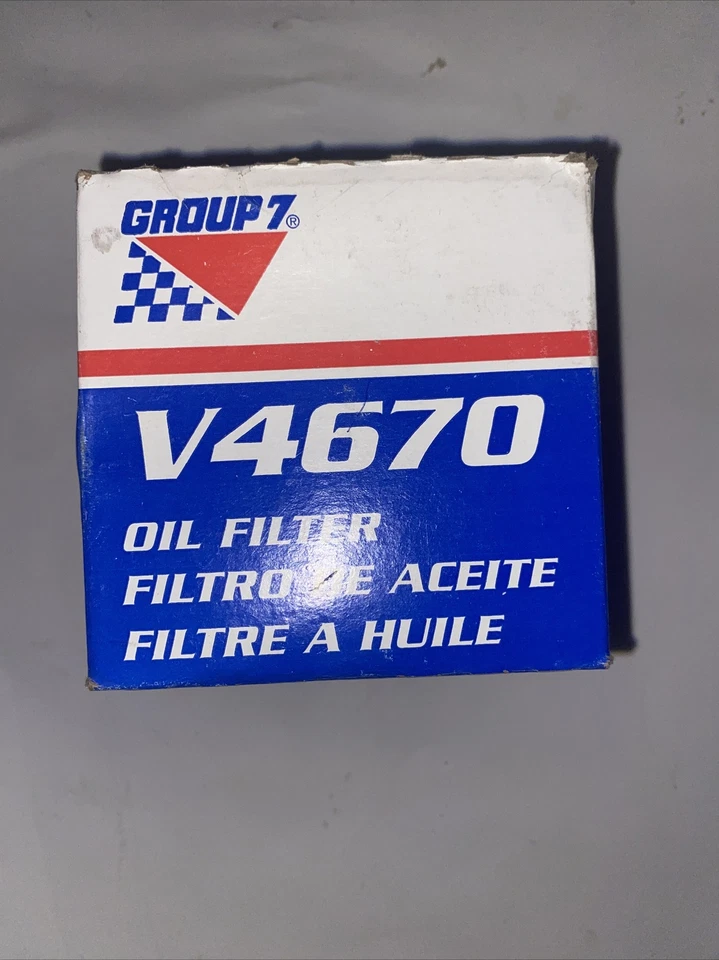 GROUP 7®
V4670
OIL FILTER
FILTRO DE ACEITE
FILTRE A HUILE